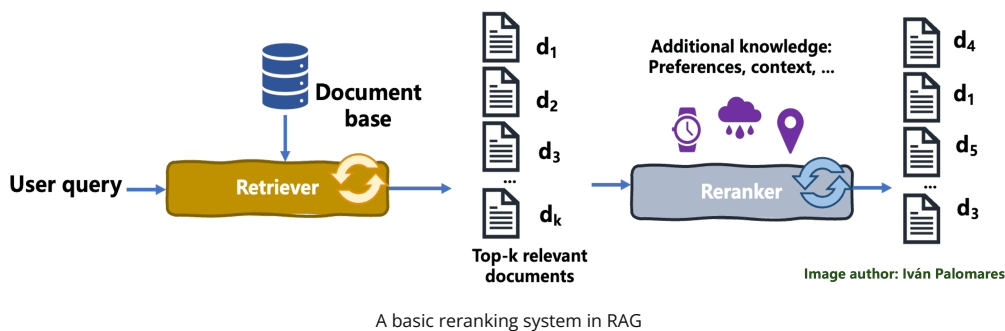 User query
Document
base
Retriever
d1
d2
d3
...
dk
Top-k relevant
documents
Additional knowledge:
Preferences, context, ...
Reranker
d4
d1
d5
...
d3
Image author: Iván Palomares
A basic reranking system in RAG